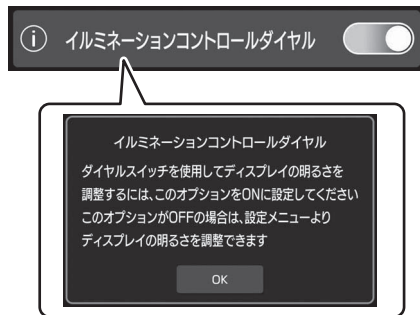 イルミネーションコントロールダイヤル
イルミネーションコントロールダイヤル
ダイヤルスイッチを使用してディスプレイの明るさを
調整するには、このオプションをONに設定してください
このオプションがOFFの場合は、設定メニューより
ディスプレイの明るさを調整できます
OK